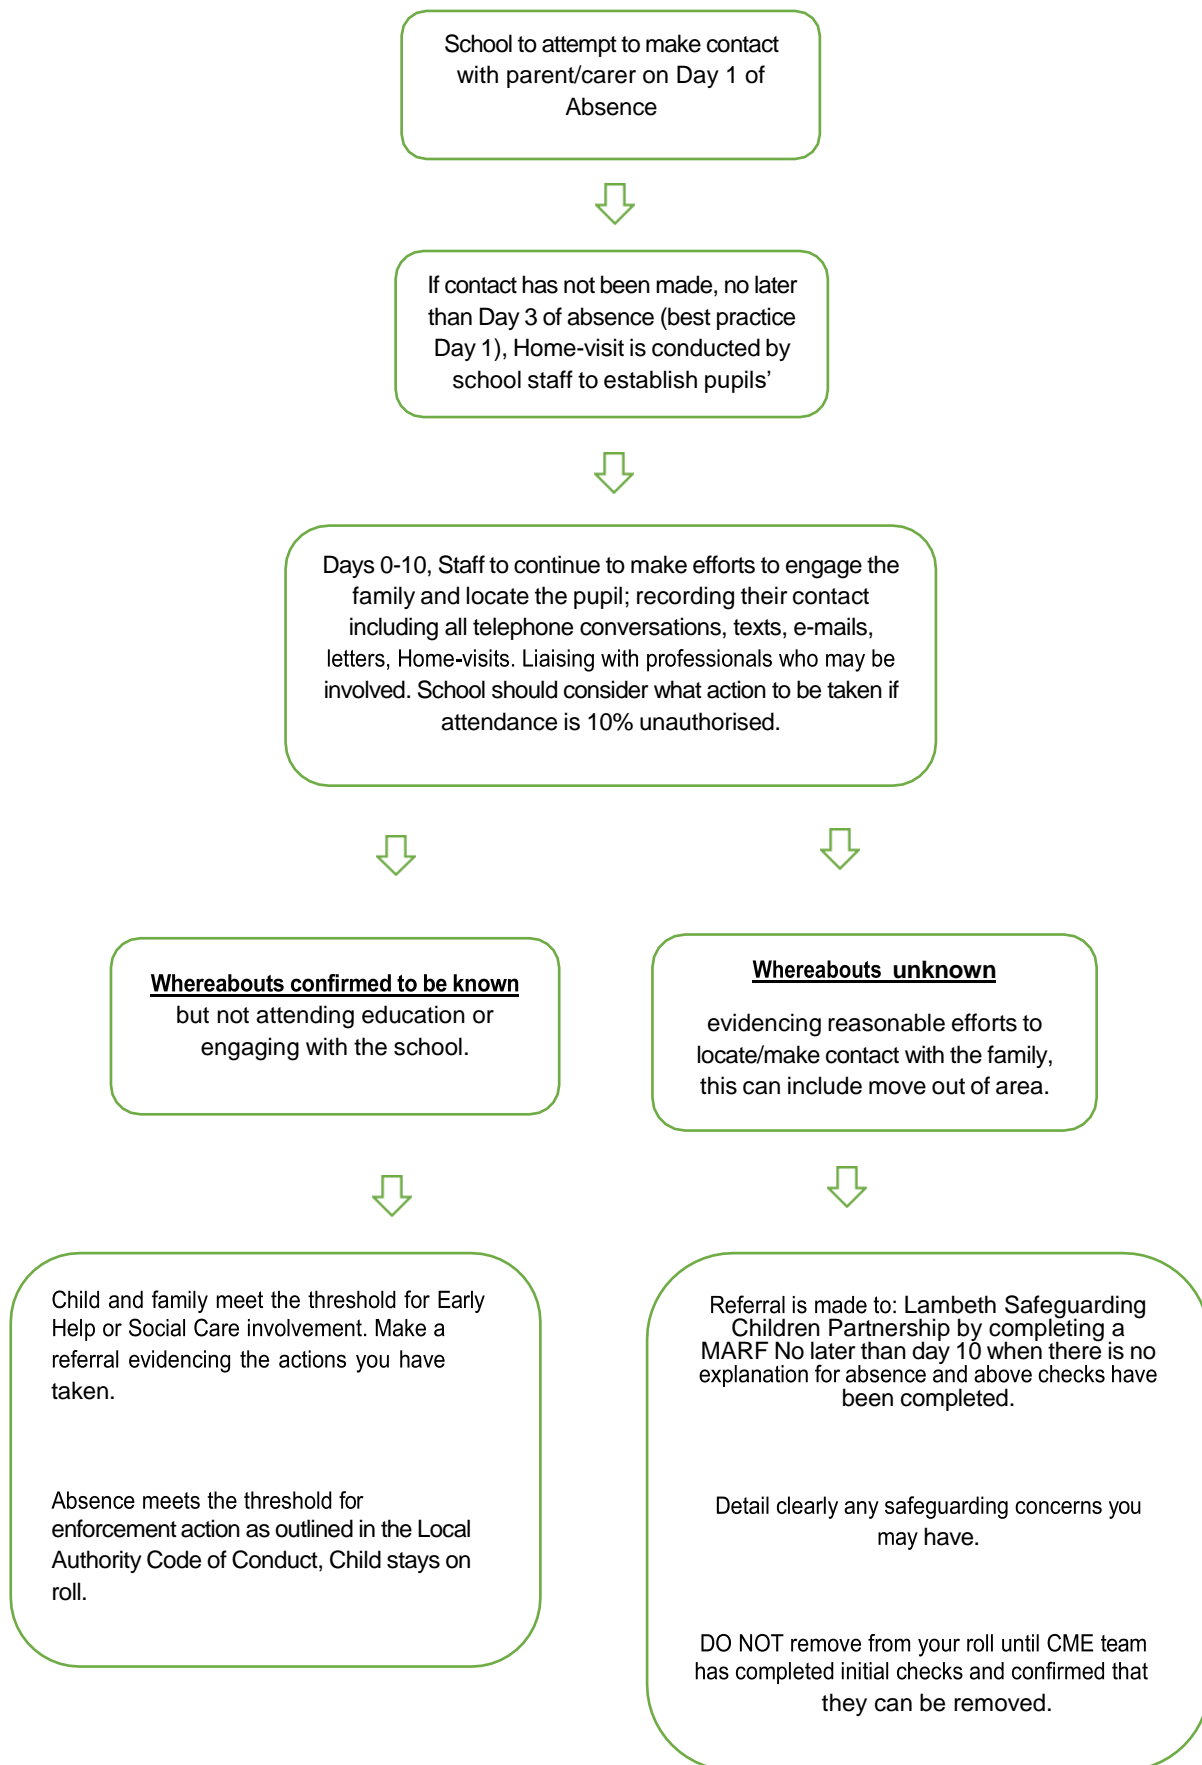 School to attempt to make contact
with parent/carer on Day 1 of
Absence
If contact has not been made, no later
than Day 3 of absence (best practice
Day 1), Home-visit is conducted by
school staff to establish pupils’
Days 0-10, Staff to continue to make efforts to engage the
family and locate the pupil; recording their contact
including all telephone conversations, texts, e-mails,
letters, Home-visits. Liaising with professionals who may be
involved. School should consider what action to be taken if
attendance is 10% unauthorised.
Whereabouts confirmed to be known
but not attending education or
engaging with the school.
Whereabouts unknown
evidencing reasonable efforts to
locate/make contact with the family,
this can include move out of area.
Child and family meet the threshold for Early
Help or Social Care involvement. Make a
referral evidencing the actions you have
taken.
Absence meets the threshold for
enforcement action as outlined in the Local
Authority Code of Conduct, Child stays on
roll.
Referral is made to: Lambeth Safeguarding
Children Partnership by completing a
MARF No later than day 10 when there is no
explanation for absence and above checks have
been completed.
Detail clearly any safeguarding concerns you
may have.
DO NOT remove from your roll until CME team
has completed initial checks and confirmed that
they can be removed.